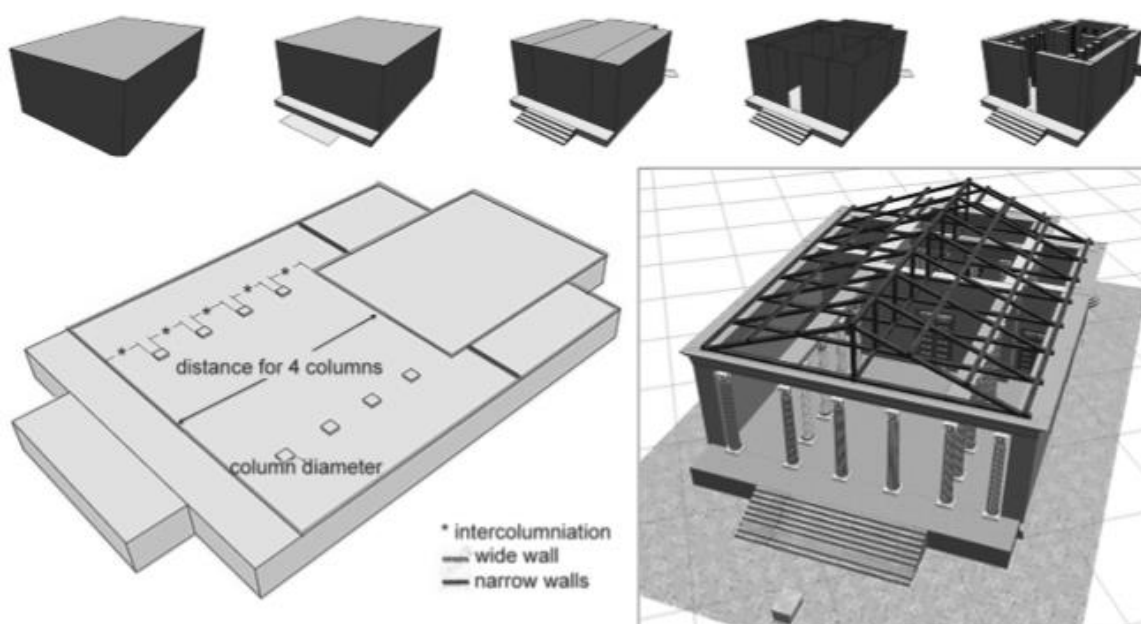 distance for 4 columns
column diameter
* intercolumniation
wide wall
narrow walls